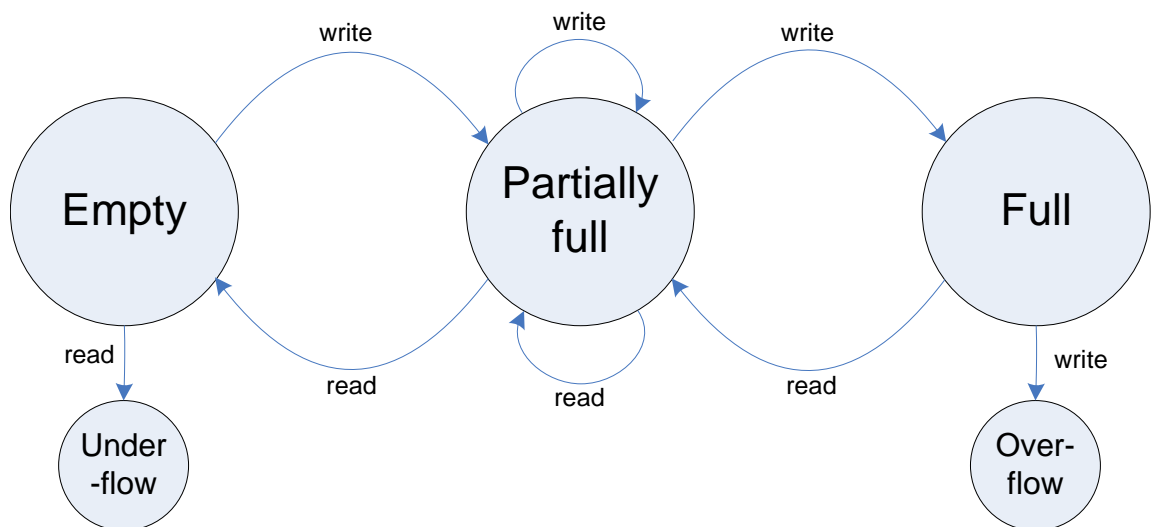 write
write
write
Empty
Partially
full
Full
read
read
read
read
write
Under
-flow
Over-
flow